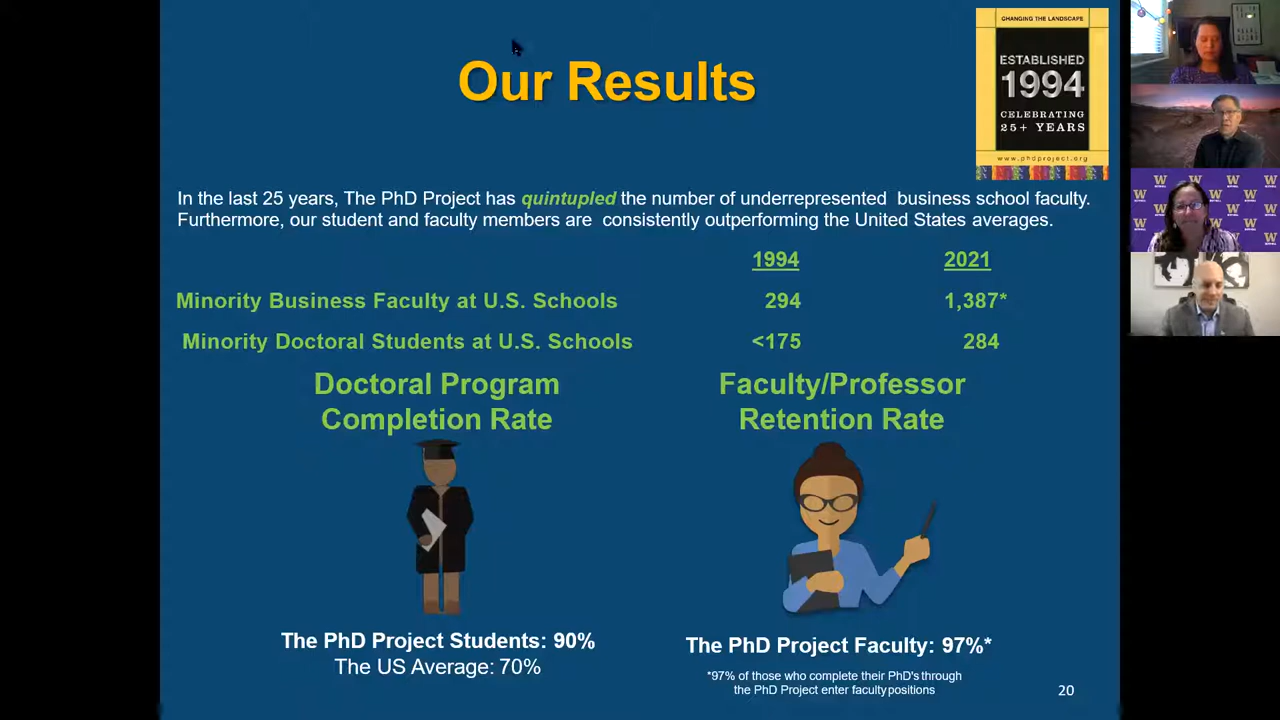 CHANGING THE LANDSCAPE
ESTABLISHED
1994
CELEBRATING
25+ YEARS
www.phdproject.org
Our Results
In the last 25 years, The PhD Project has quintupled the number of underrepresented business school faculty.
Furthermore, our student and faculty members are consistently outperforming the United States averages.
1994 2021
Minority Business Faculty at U.S. Schools 294 1,387*
Minority Doctoral Students at U.S. Schools <175 284
Doctoral Program
Completion Rate
Faculty/Professor
Retention Rate
The PhD Project Students: 90%
The US Average: 70%
The PhD Project Faculty: 97%*
*97% of those who complete their PhD's through
the PhD Project enter faculty positions
20